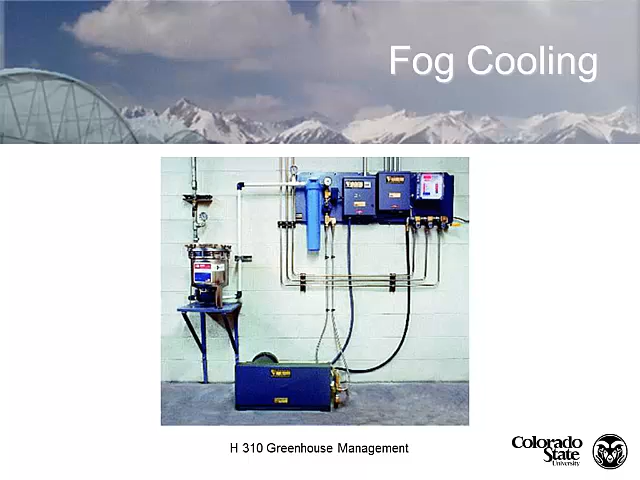 Fog Cooling
H 310 Greenhouse Management
Colorado
State
University